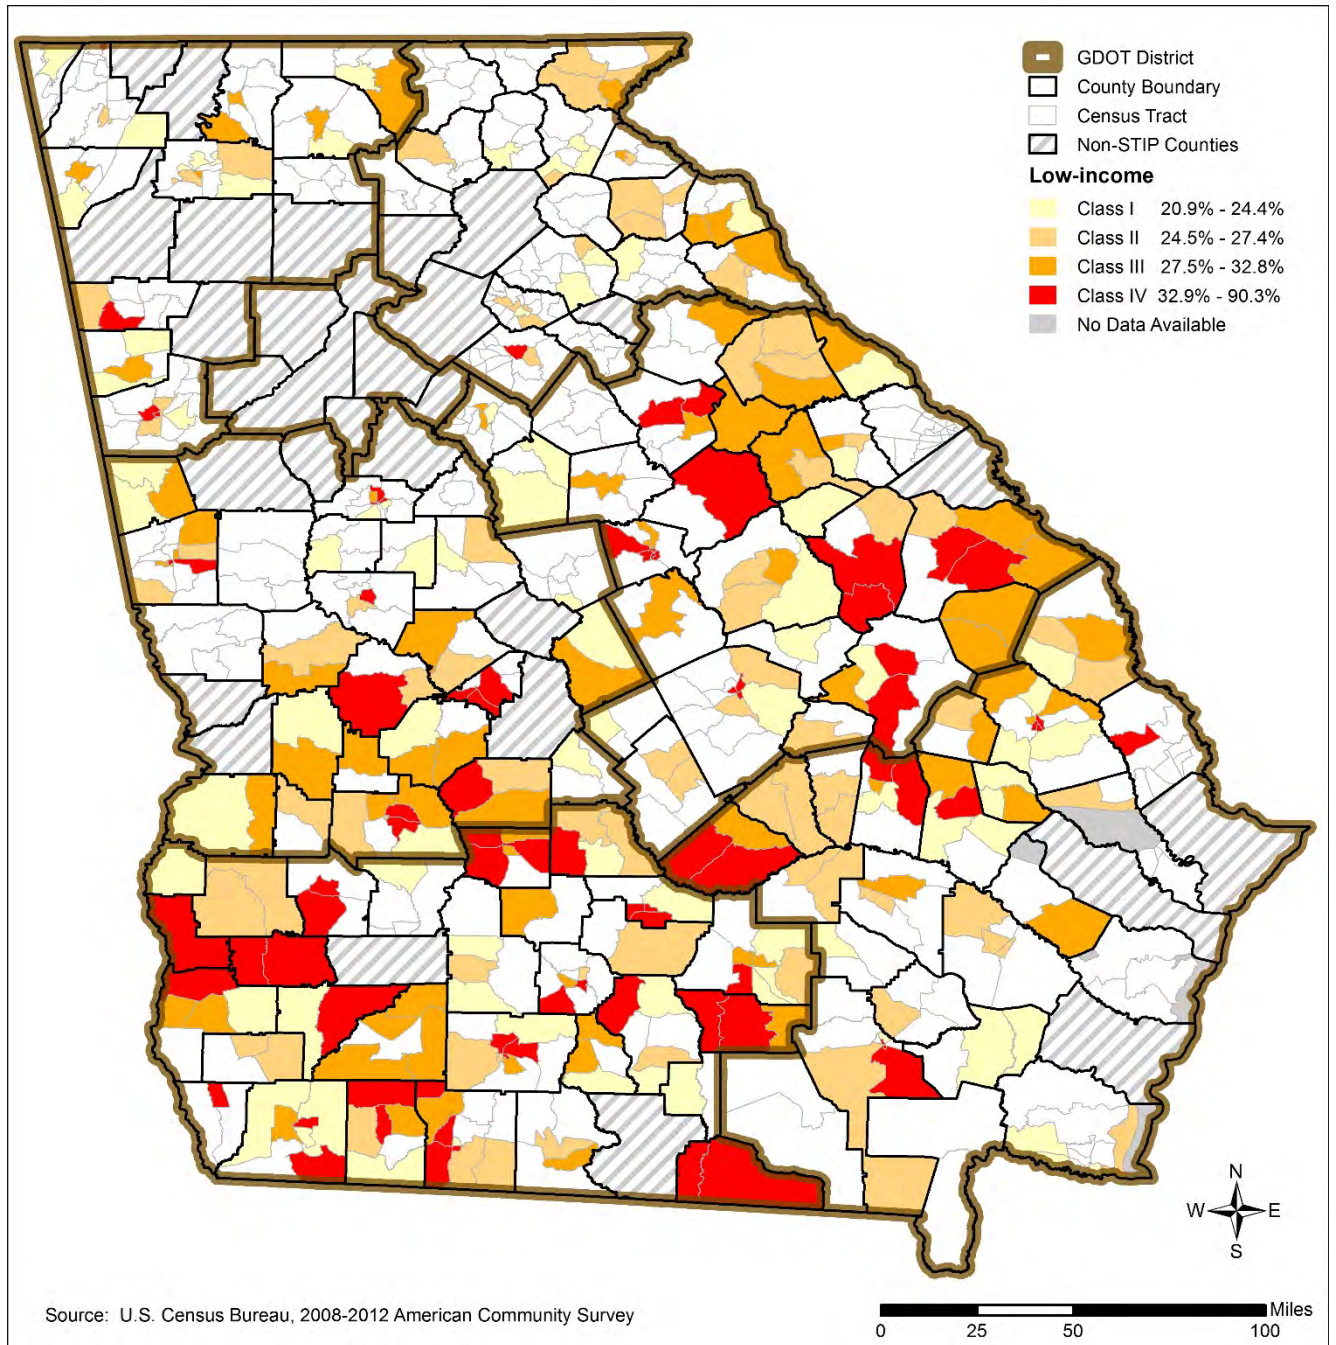 GDOT District
County Boundary
Census Tract
Non-STIP Counties
Low-income
Class I 20.9% - 24.4%
Class II 24.5% - 27.4%
Class III 27.5% - 32.8%
Class IV 32.9% - 90.3%
No Data Available
N
W E
S
Source: U.S. Census Bureau, 2008-2012 American Community Survey
Miles
0 25 50 100